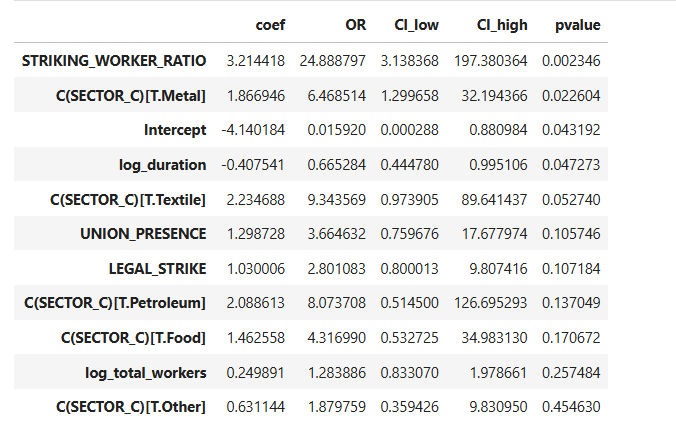 coef OR CI_low CI_high pvalue
STRIKING_WORKER_RATIO 3.214418 24.888797 3.138368 197.380364 0.002346
C(SECTOR_C)[T.Metal] 1.866946 6.468514 1.299658 32.194366 0.022604
Intercept -4.140184 0.015920 0.000288 0.880984 0.043192
log_duration -0.407541 0.665284 0.444780 0.995106 0.047273
C(SECTOR_C)[T.Textile] 2.234688 9.343569 0.973905 89.641437 0.052740
UNION_PRESENCE 1.298728 3.664632 0.759676 17.677974 0.105746
LEGAL_STRIKE 1.030006 2.801083 0.800013 9.807416 0.107184
C(SECTOR_C)[T.Petroleum] 2.088613 8.073708 0.514500 126.695293 0.137049
C(SECTOR_C)[T.Food] 1.462558 4.316990 0.532725 34.983130 0.170672
log_total_workers 0.249891 1.283886 0.833070 1.978661 0.257484
C(SECTOR_C)[T.Other] 0.631144 1.879759 0.359426 9.830950 0.454630